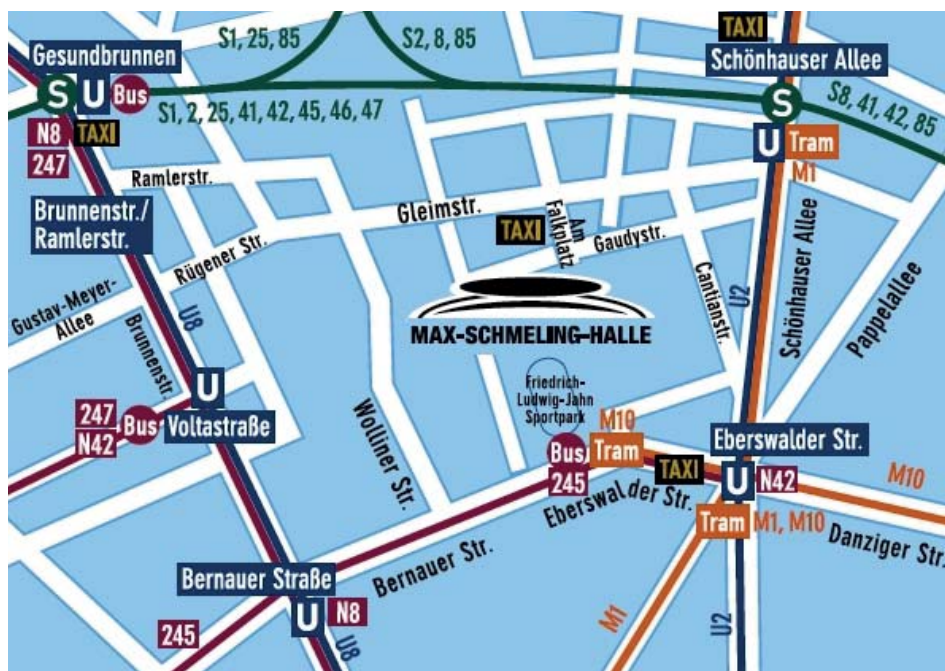 S1, 25, 85
S2, 8, 85
TAXI
Gesundbrunnen
Schönhauser Allee
S U Bus
S1, 2, 25, 41, 42, 45, 46, 47
S
S8, 41, 42, 85
N8 TAXI
247
U Tram
M1
Ramlerstr.
Brunnenstr./
Ramlerstr.
Gleimstr.
TAXI
Am
Falkplatz
Gaudystr.
Rügener Str.
Gustav-Meyer-
Allee
Brunnenstr.
U8
Cantianstr.
U2
Schönhauser Allee
Pappelallee
MAX-SCHMELING-HALLE
Friedrich-
Ludwig-Jahn
Sportpark
U
247
N42
Bus
Voltastraße
Wolliner Str.
M10
Bus Tram
245
TAXI
Eberswalder Str.
Eberswalder Str.
U N42
M10
Tram M1, M10
Danziger Str.
Bernauer Str.
Bernauer Straße
U N8
245
U8
M1
U2